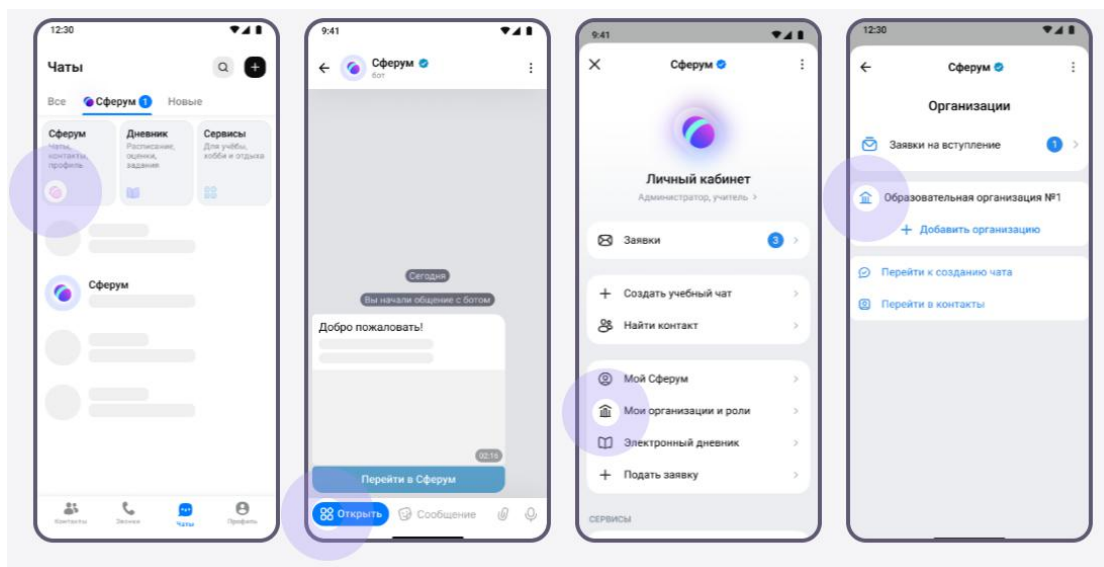 12:30
Чаты
Все Сферум 1 Новые
Сферум
Чаты,
контакты,
профиль
Дневник
Расписание,
оценки,
задания
Сервисы
Для учёбы,
хобби и отдыха
Сферум
Контакты Звонки Чаты Профиль
9:41
Сферум
бот
Сегодня
Вы начали общение с ботом
Добро пожаловать!
02:16
Перейти в Сферум
Открыть Сообщение
9:41
Сферум
Личный кабинет
Администратор, учитель >
Заявки 3
Создать учебный чат
Найти контакт
Мой Сферум
Мои организации и роли
Электронный дневник
Подать заявку
СЕРВИСЫ
12:30
Сферум
Организации
Заявки на вступление 1
Образовательная организация №1
+ Добавить организацию
Перейти к созданию чата
Перейти в контакты